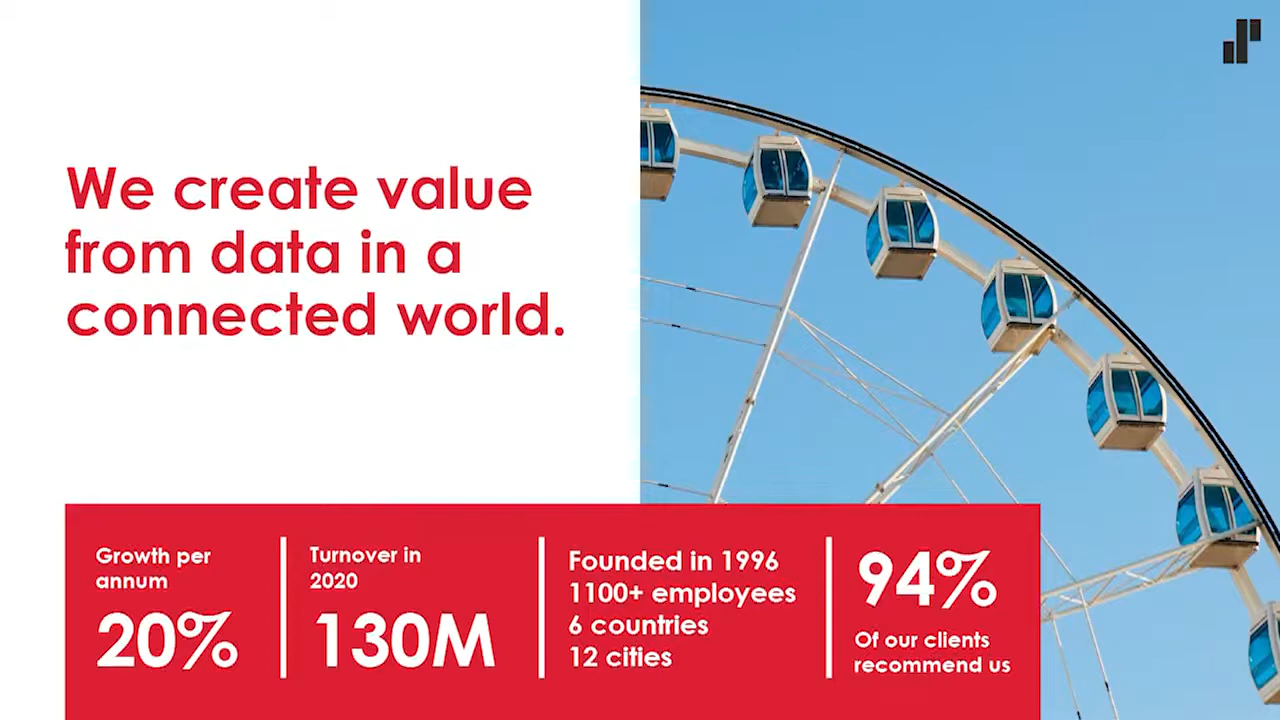 We create value
from data in a
connected world.
Growth per
annum
20%
Turnover in
2020
130M
Founded in 1996
1100+ employees
6 countries
12 cities
94%
Of our clients
recommend us